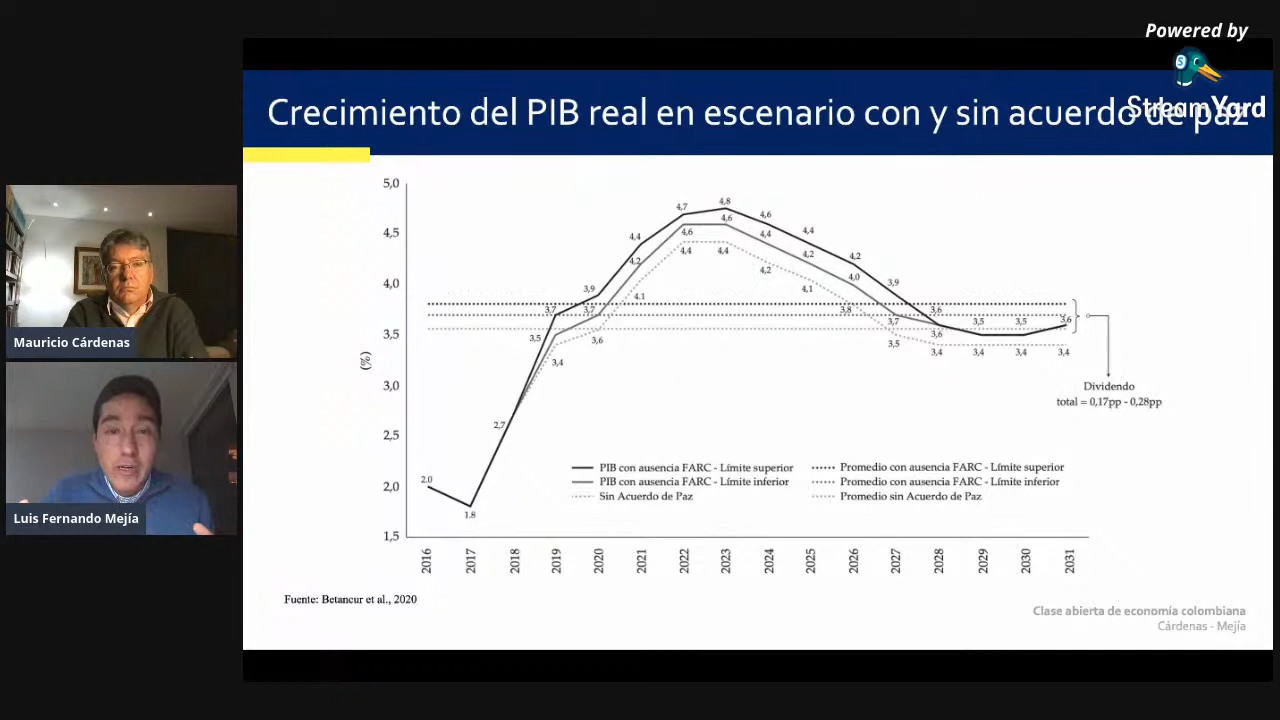 Powered by
StreamYard
Crecimiento del PIB real en escenario con y sin acuerdo de paz
Mauricio Cárdenas
Luis Fernando Mejía
(%)
5,0
4,5
4,0
3,5
3,0
2,5
2,0
1,5
2.0
1.8
2,7
3,7
3,5
3,4
3,9
3,7
3,6
4,4
4,2
4.1
4,7
4,6
4,4
4,8
4,6
4,4
4,6
4,4
4,2
4,4
4,2
4,1
4,2
4,0
3,8
3,9
3,7
3,5
3,6
3,6
3,4
3,5
3,4
3,5
3,4
3,6
3,4
Dividendo
total = 0,17pp - 0,28pp
PIB con ausencia FARC - Límite superior
PIB con ausencia FARC - Límite inferior
Sin Acuerdo de Paz
Promedio con ausencia FARC - Límite superior
Promedio con ausencia FARC - Límite inferior
Promedio sin Acuerdo de Paz
2016 2017 2018 2019 2020 2021 2022 2023 2024 2025 2026 2027 2028 2029 2030 2031
Fuente: Betancur et al., 2020
Clase abierta de economía colombiana
Cárdenas - Mejía